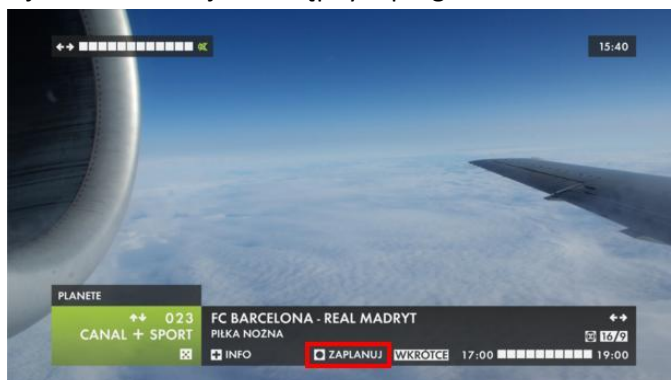 15:40
PLANETE
023
CANAL + SPORT
FC BARCELONA - REAL MADRYT
PIŁKA NOŻNA
16/9
INFO
ZAPLANUJ
WKRÓTCE
17:00
19:00